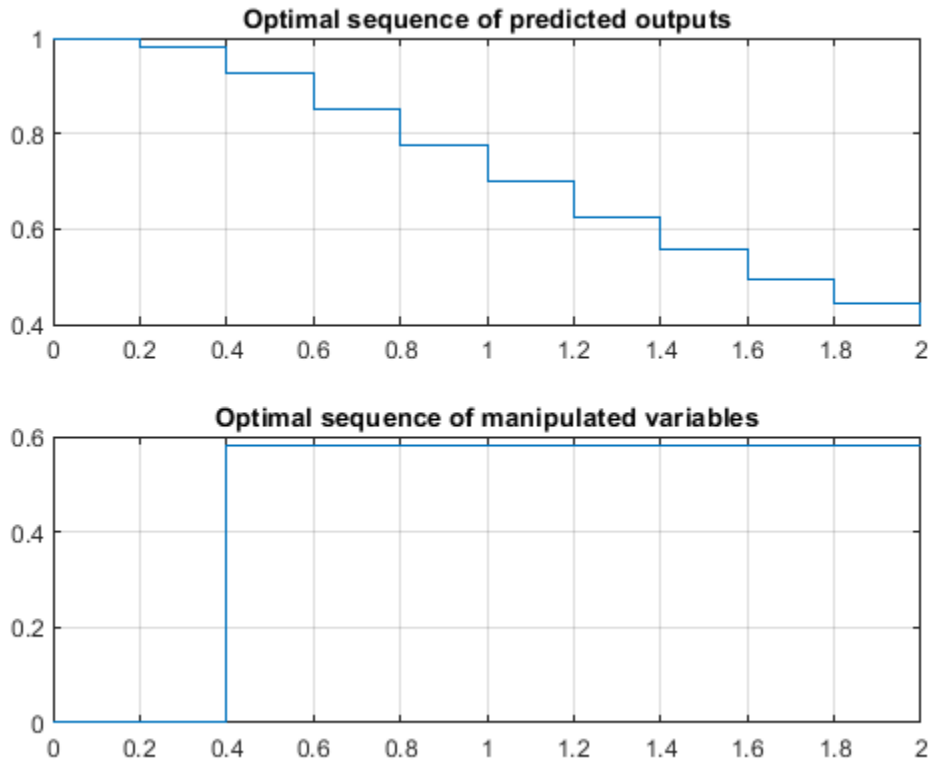 Optimal sequence of predicted outputs
1
0.8
0.6
0.4
0 0.2 0.4 0.6 0.8 1 1.2 1.4 1.6 1.8 2
Optimal sequence of manipulated variables
0.6
0.4
0.2
0
0 0.2 0.4 0.6 0.8 1 1.2 1.4 1.6 1.8 2